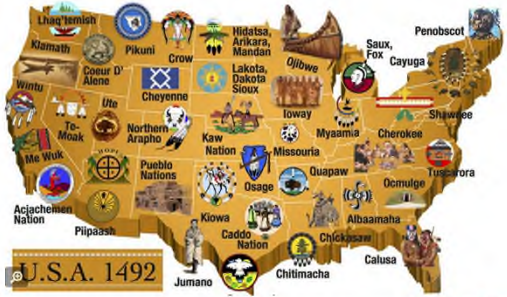 Lhaq'temish
Klamath
Pikuni
Crow
Hidatsa,
Arikara,
Mandan
Ojibwe
Saux,
Fox
Penobscot
Cayuga
Coeur D'
Alene
Cheyenne
Lakota,
Dakota
Sioux
Wintu
Ute
Te-
Moak
Northern
Arapho
Ioway
Myaamia
Cherokee
Shawnee
Me Wuk
HOPI
Kaw
Nation
Missouria
Pueblo
Nations
Osage
Quapaw
Tuscarora
Acjachemen
Nation
Piipaash
Kiowa
Ocmulge
Albaamaha
Caddo
Nation
Chickasaw
Calusa
U.S.A. 1492
Jumano
Chitimacha